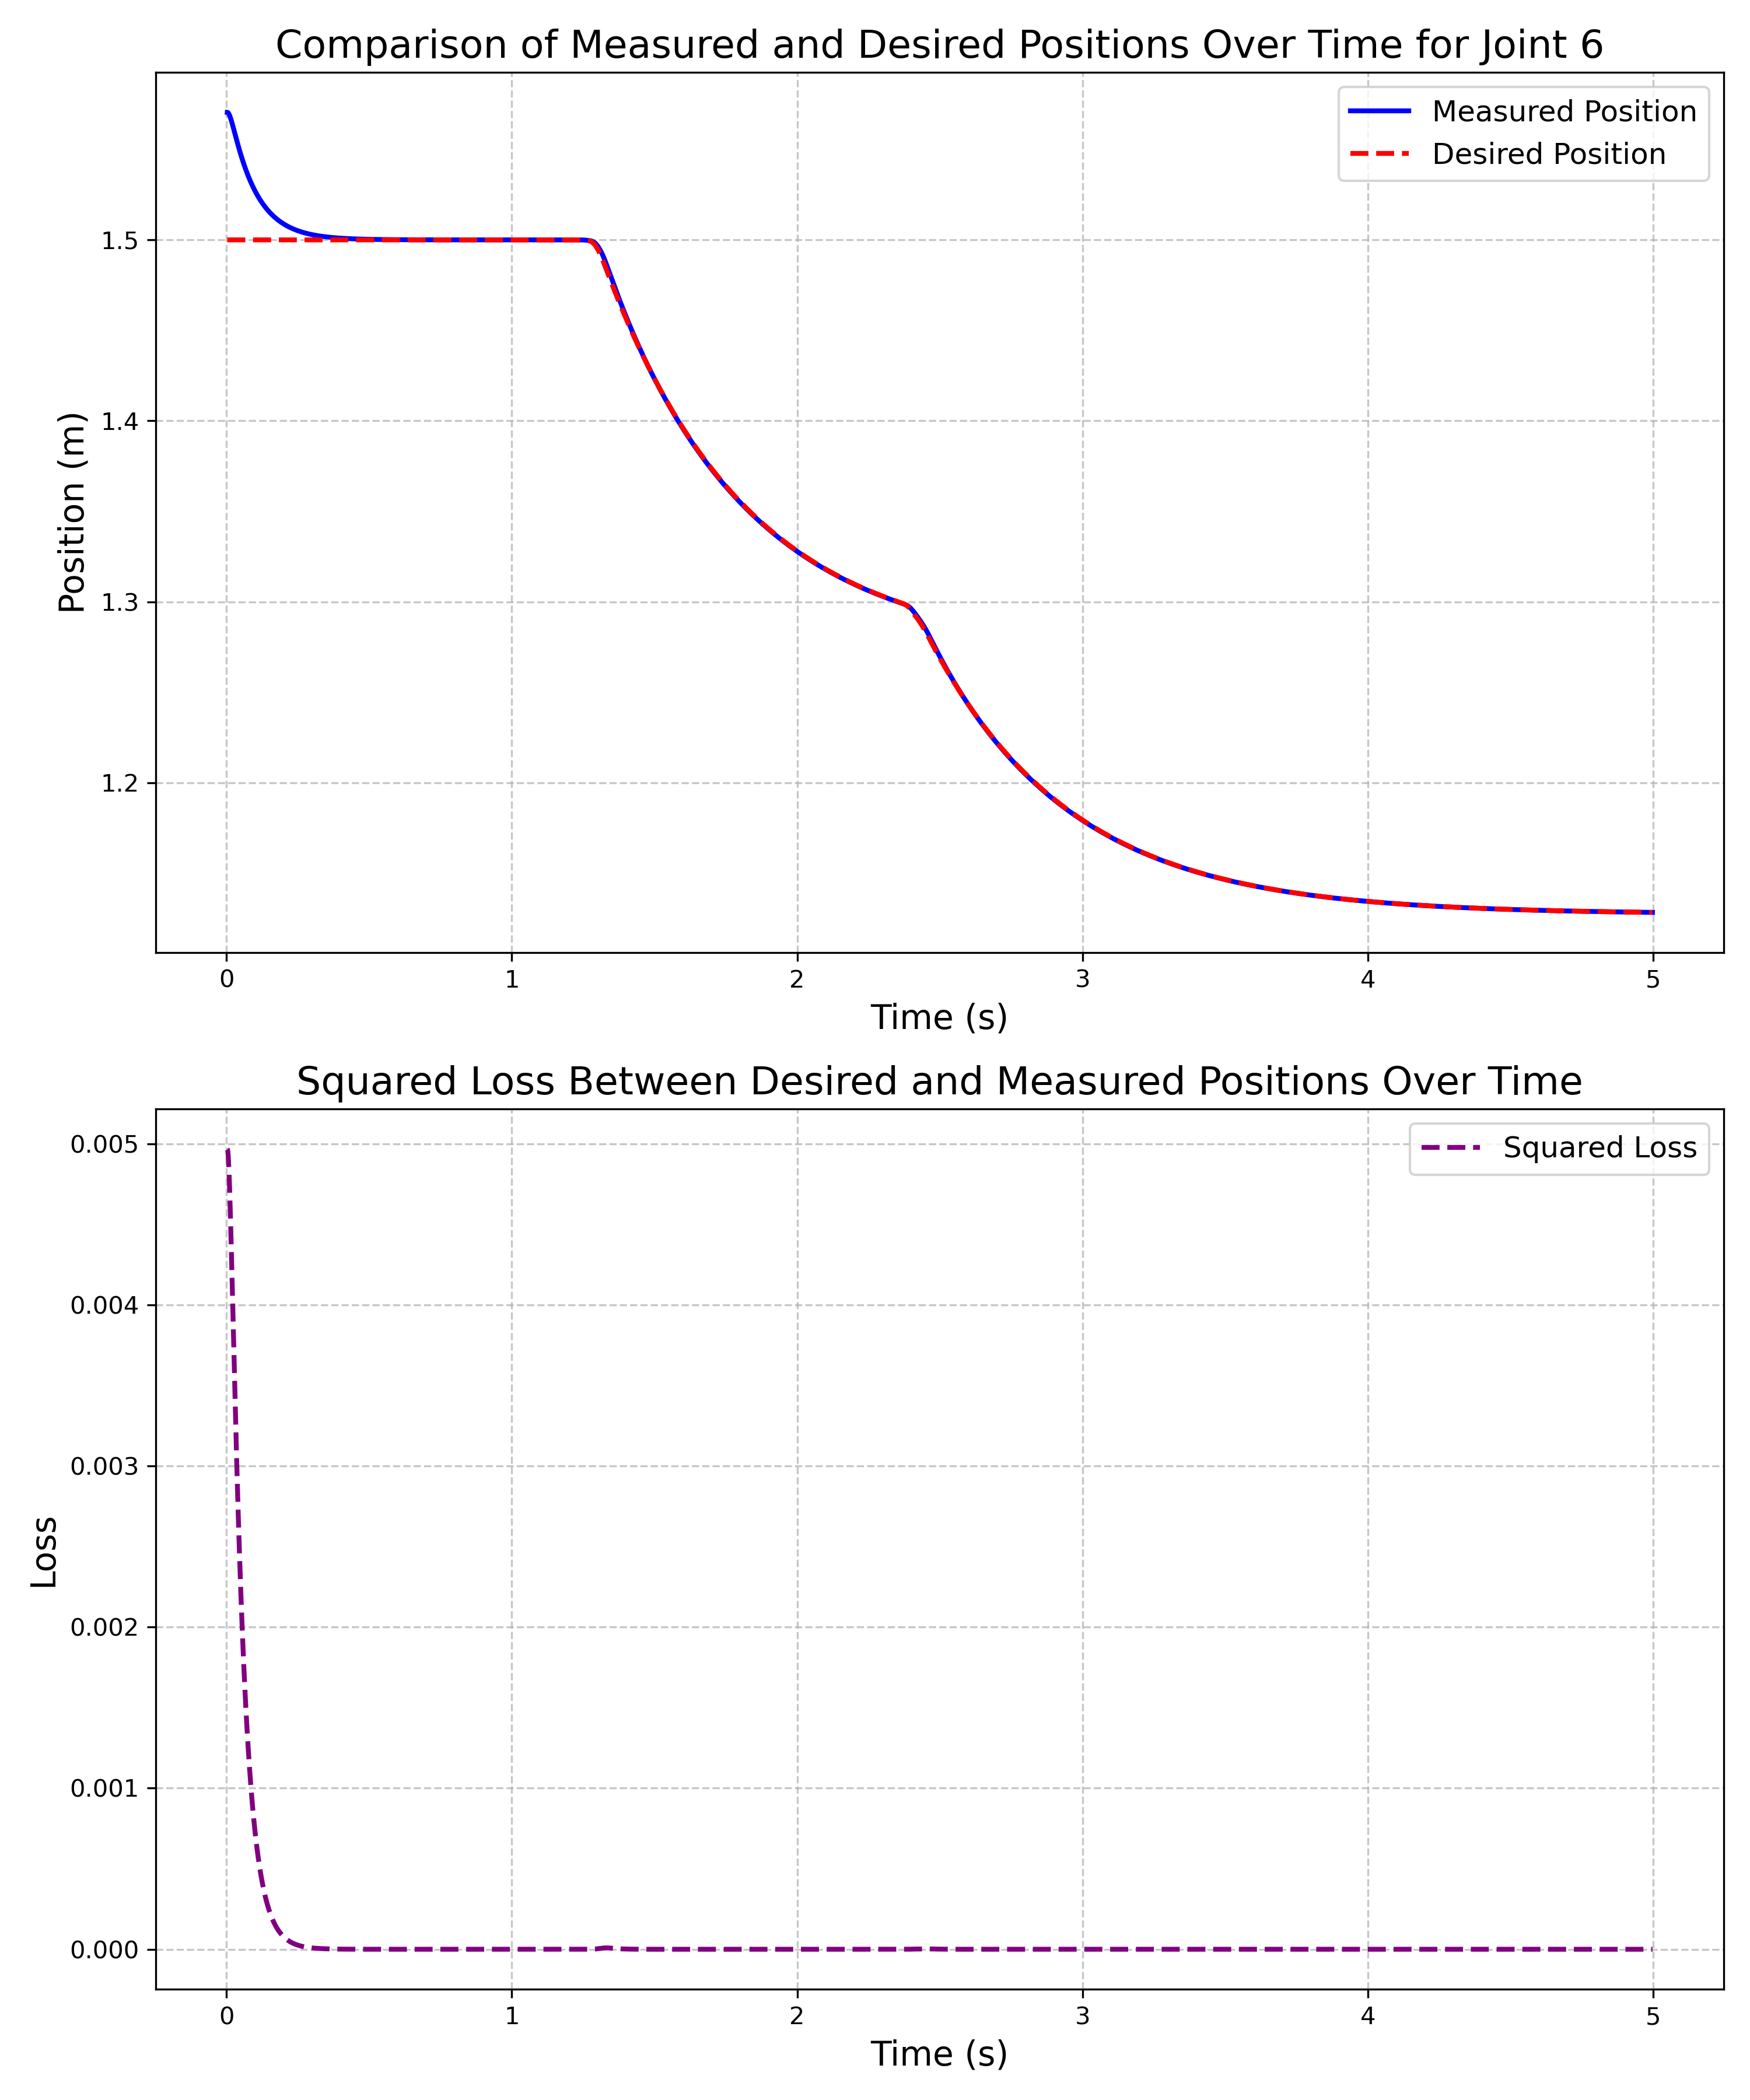 Comparison of Measured and Desired Positions Over Time for Joint 6
Measured Position
Desired Position
Position (m)
1.5
1.4
1.3
1.2
0 1 2 3 4 5
Time (s)
Squared Loss Between Desired and Measured Positions Over Time
Squared Loss
Loss
0.005
0.004
0.003
0.002
0.001
0.000
0 1 2 3 4 5
Time (s)